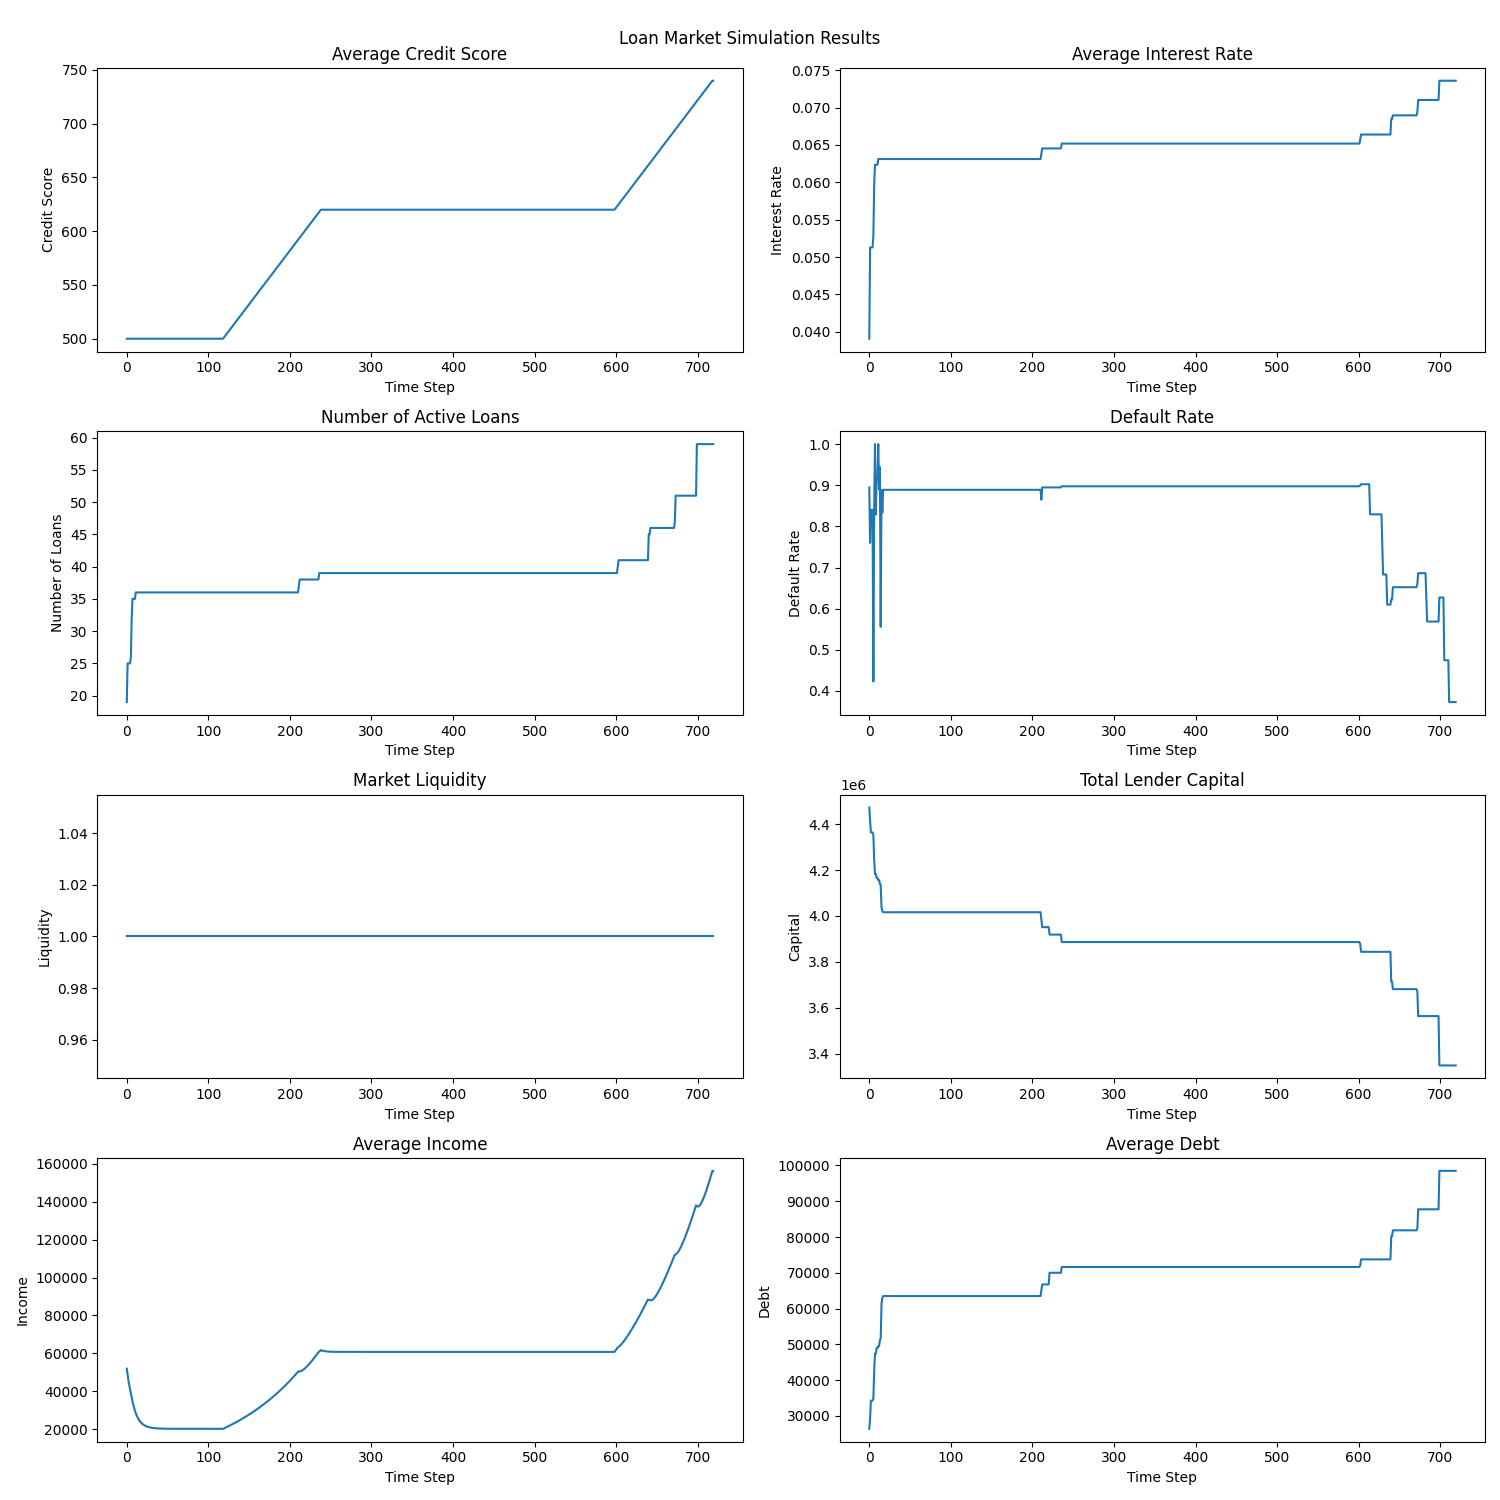 Loan Market Simulation Results
Average Credit Score
750
700
650
600
550
500
Credit Score
0 100 200 300 400 500 600 700
Time Step
Average Interest Rate
0.075
0.070
0.065
0.060
0.055
0.050
0.045
0.040
Interest Rate
0 100 200 300 400 500 600 700
Time Step
Number of Active Loans
60
55
50
45
40
35
30
25
20
Number of Loans
0 100 200 300 400 500 600 700
Time Step
Default Rate
1.0
0.9
0.8
0.7
0.6
0.5
0.4
Default Rate
0 100 200 300 400 500 600 700
Time Step
Market Liquidity
1.04
1.02
1.00
0.98
0.96
Liquidity
0 100 200 300 400 500 600 700
Time Step
Total Lender Capital
1e6
4.4
4.2
4.0
3.8
3.6
3.4
Capital
0 100 200 300 400 500 600 700
Time Step
Average Income
160000
140000
120000
100000
80000
60000
40000
20000
Income
0 100 200 300 400 500 600 700
Time Step
Average Debt
100000
90000
80000
70000
60000
50000
40000
30000
Debt
0 100 200 300 400 500 600 700
Time Step